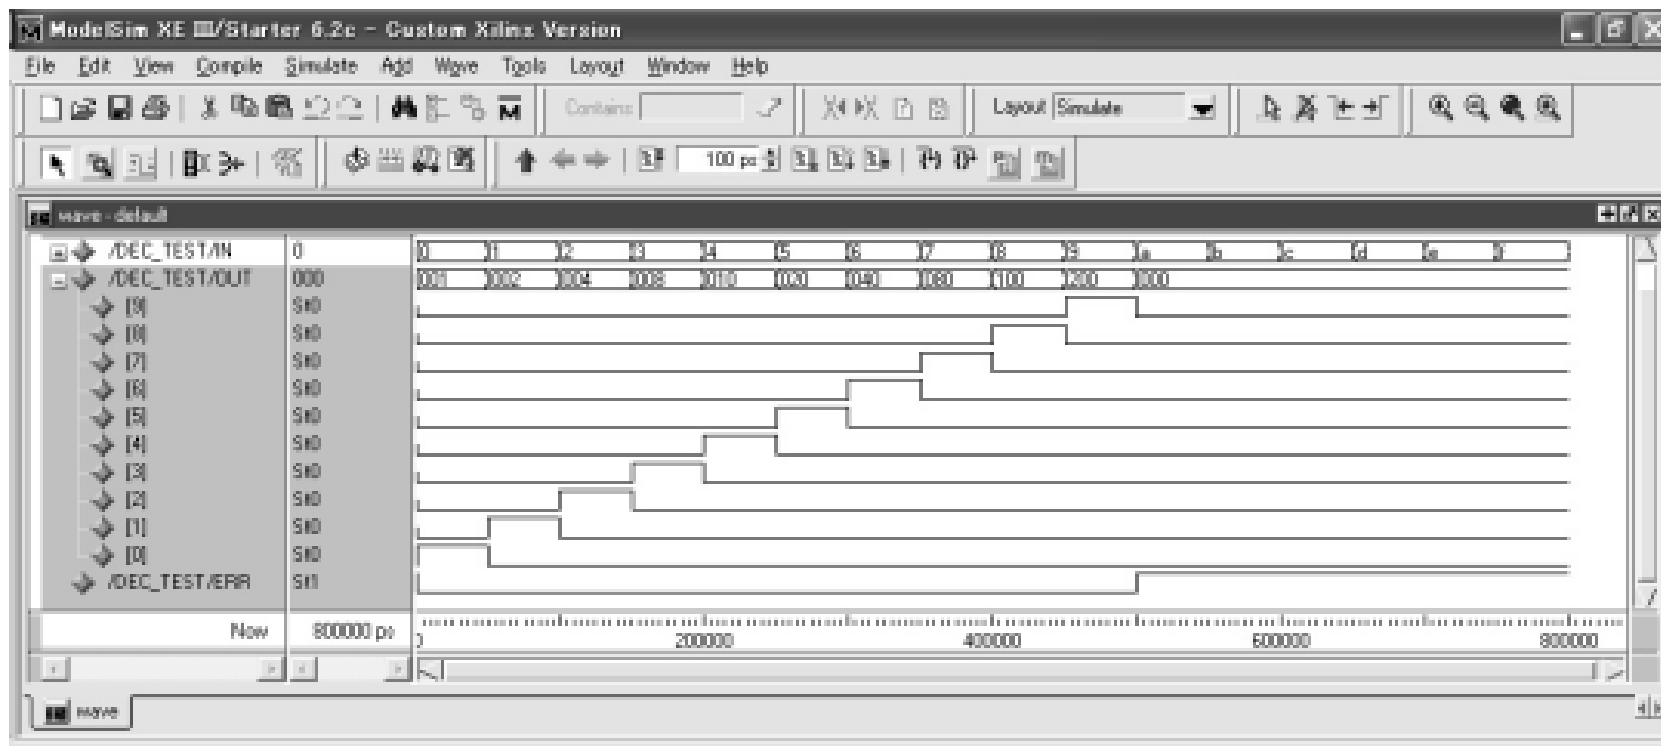 ModelSim XE III/Starter 6.2c - Custom Xilinx Version
File Edit View Compile Simulate Add Wave Tools Layout Window Help
Contains Layout Simulate
100 ps
wave - default
/DEC_TEST/IN 0 0 1 2 3 4 5 6 7 8 9 a b c d e f
/DEC_TEST/OUT 000 001 002 004 008 010 020 040 080 100 200 000
[9] St0
[8] St0
[7] St0
[6] St0
[5] St0
[4] St0
[3] St0
[2] St0
[1] St0
[0] St0
/DEC_TEST/ERR St1
Now 800000 ps 200000 400000 600000 800000
wave